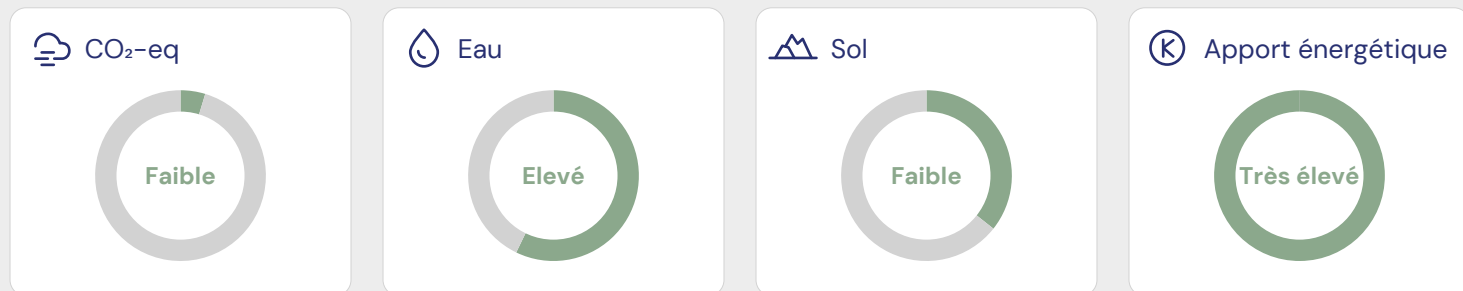 CO₂-eq
Faible
Eau
Elevé
Sol
Faible
Apport énergétique
Très élevé